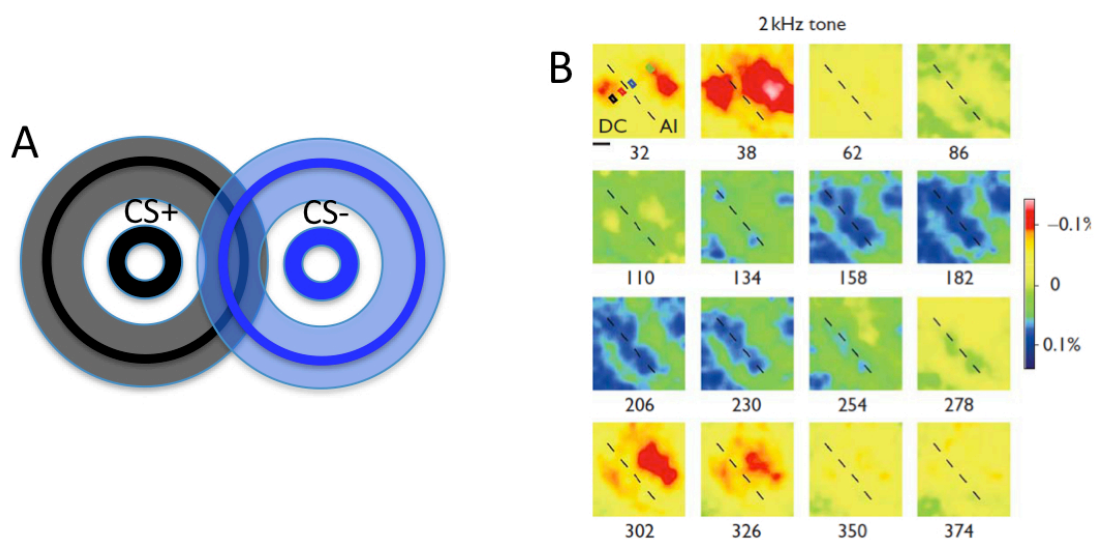 A
CS+
CS-
B
2 kHz tone
DC AI
32 38 62 86
110 134 158 182
206 230 254 278
302 326 350 374
−0.1%
0
0.1%